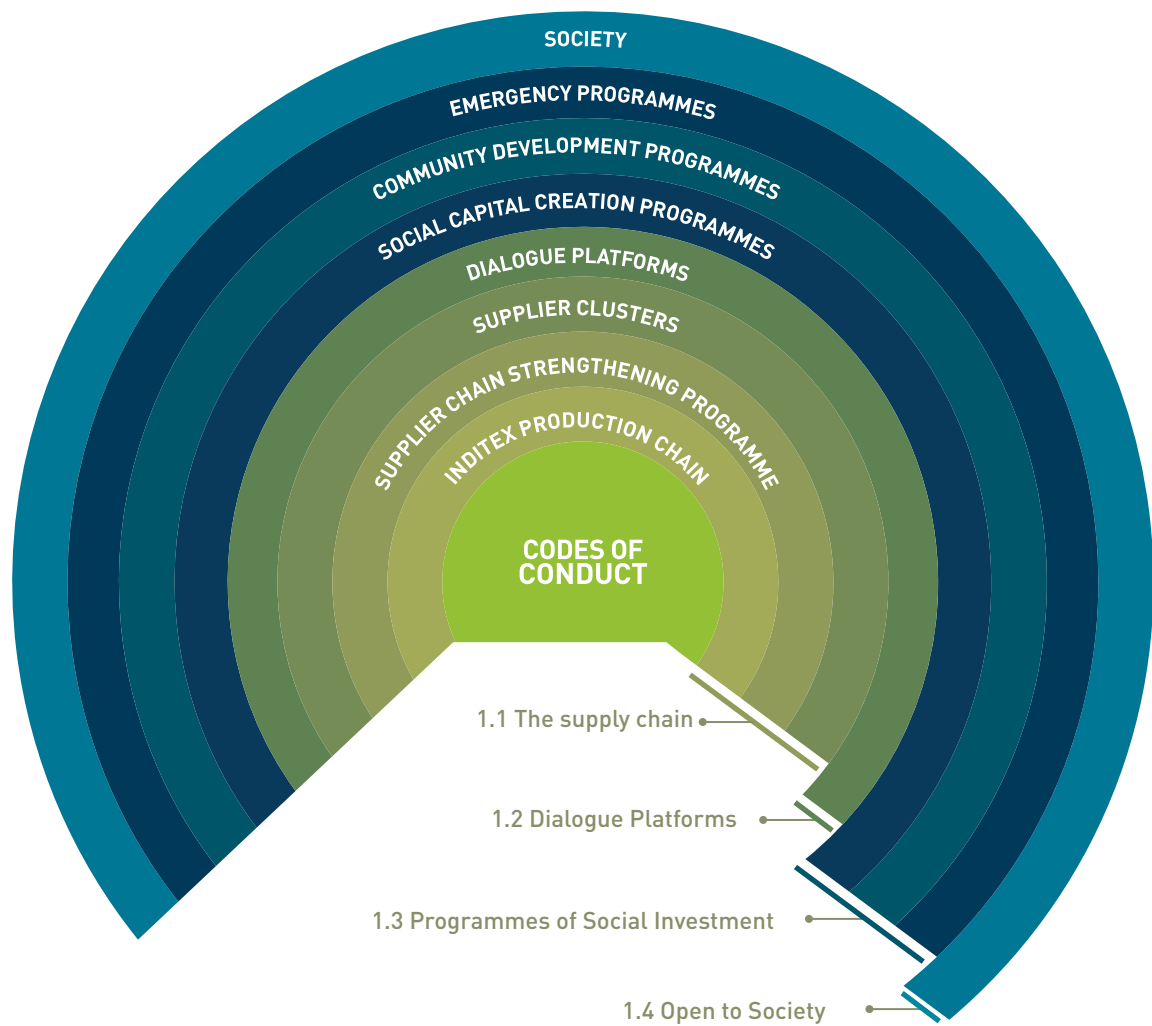 SOCIETY
EMERGENCY PROGRAMMES
COMMUNITY DEVELOPMENT PROGRAMMES
SOCIAL CAPITAL CREATION PROGRAMMES
DIALOGUE PLATFORMS
SUPPLIER CLUSTERS
SUPPLIER CHAIN STRENGTHENING PROGRAMME
INDITEX PRODUCTION CHAIN
CODES OF
CONDUCT
1.1 The supply chain
1.2 Dialogue Platforms
1.3 Programmes of Social Investment
1.4 Open to Society